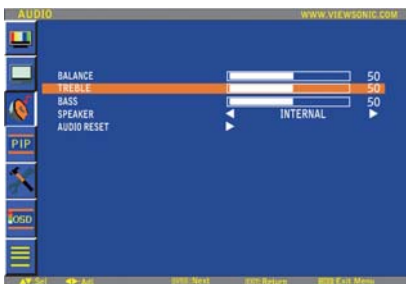 AUDIO WWW.VIEWSONIC.COM
BALANCE 50
TREBLE 50
BASS 50
SPEAKER INTERNAL
AUDIO RESET
PIP
OSD
Sel Adj Next Return Exit Menu